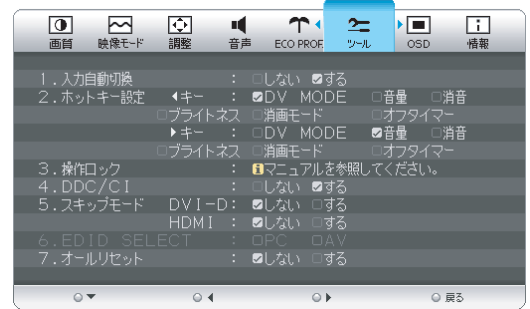 画質 映像モード 調整 音声 ECO PROF. ツール OSD 情報
1.入力自動切換 : □しない ☑する
2.ホットキー設定 ◀キー : ☑DV MODE □音量 □消音
□ブライトネス □消画モード □オフタイマー
▶キー : □DV MODE ☑音量 □消音
□ブライトネス □消画モード □オフタイマー
3.操作ロック : iマニュアルを参照してください。
4.DDC/CI : □しない ☑する
5.スキップモード DVI-D: ☑しない □する
HDMI : ☑しない □する
6.EDID SELECT : □PC □AV
7.オールリセット : ☑しない □する
戻る